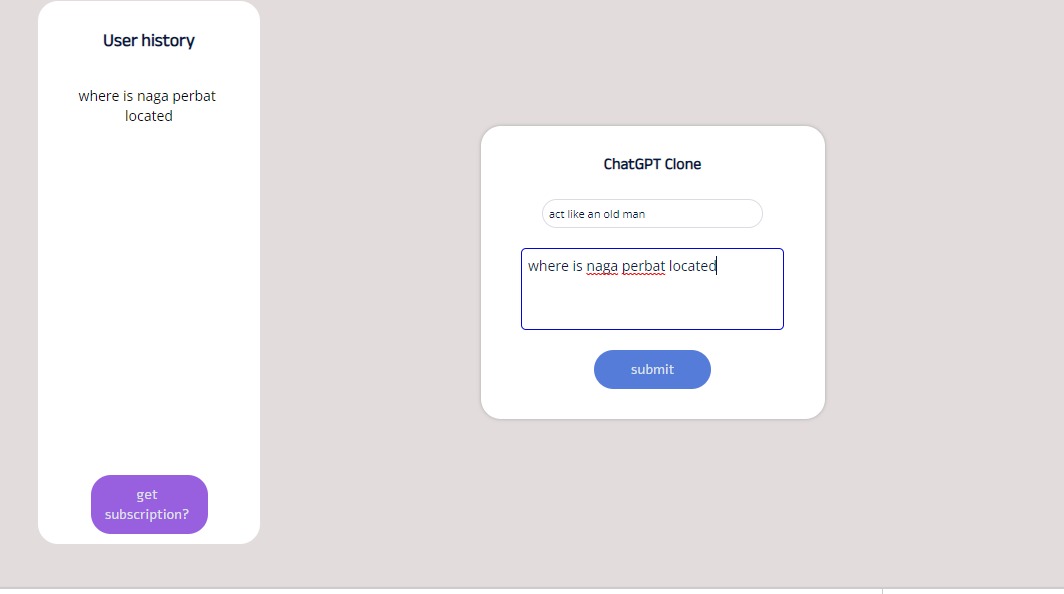 User history
where is naga perbat
located
ChatGPT Clone
act like an old man
where is naga perbat located
submit
get
subscription?